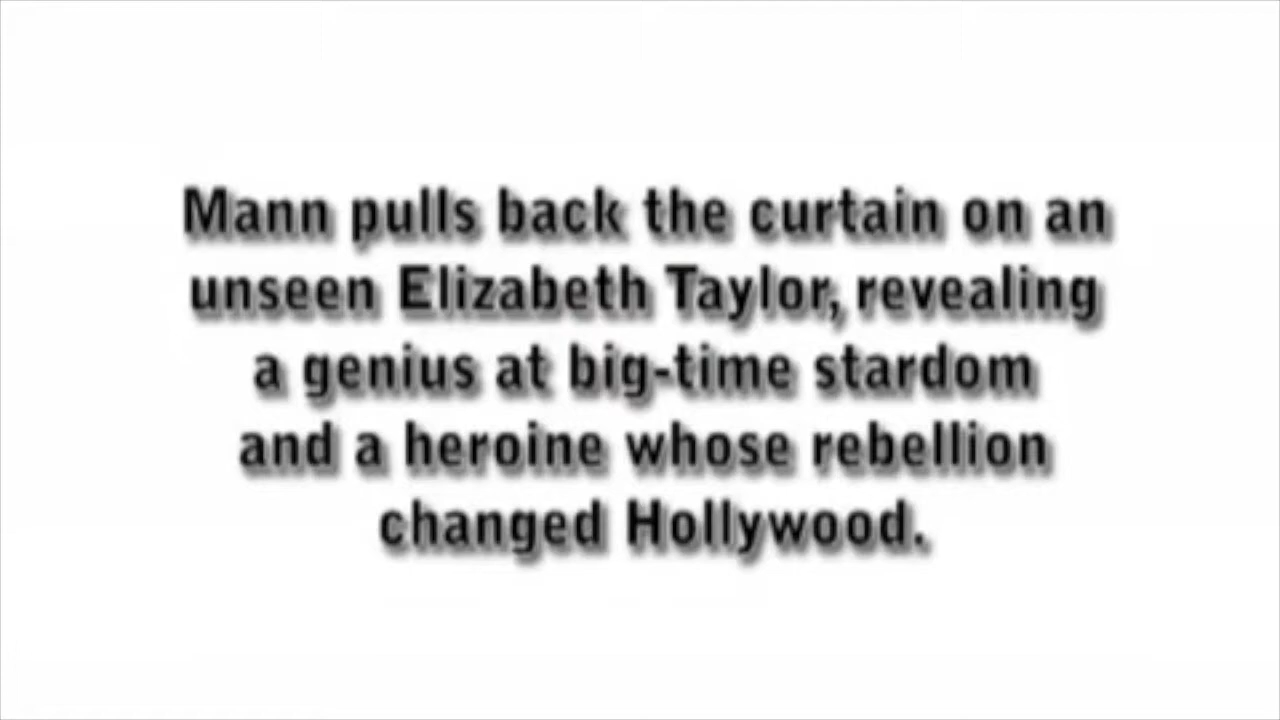 Mann pulls back the curtain on an
unseen Elizabeth Taylor, revealing
a genius at big-time stardom
and a heroine whose rebellion
changed Hollywood.